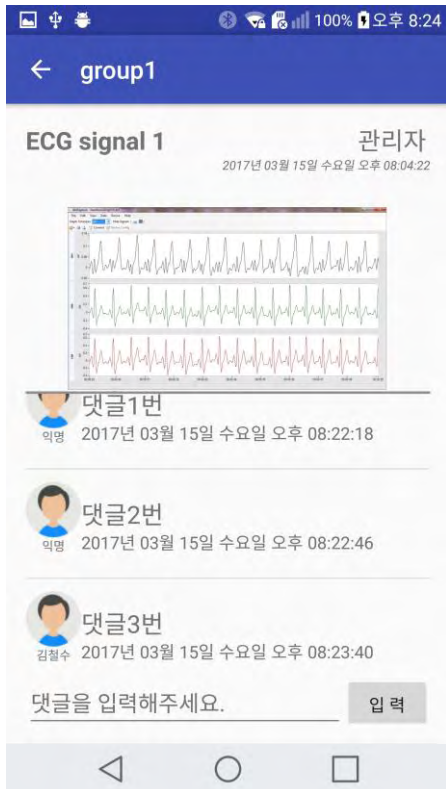 100% 오후 8:24
group1
ECG signal 1
관리자
2017년 03월 15일 수요일 오후 08:04:22
댓글1번
익명
2017년 03월 15일 수요일 오후 08:22:18
댓글2번
익명
2017년 03월 15일 수요일 오후 08:22:46
댓글3번
김철수
2017년 03월 15일 수요일 오후 08:23:40
댓글을 입력해주세요.
입력